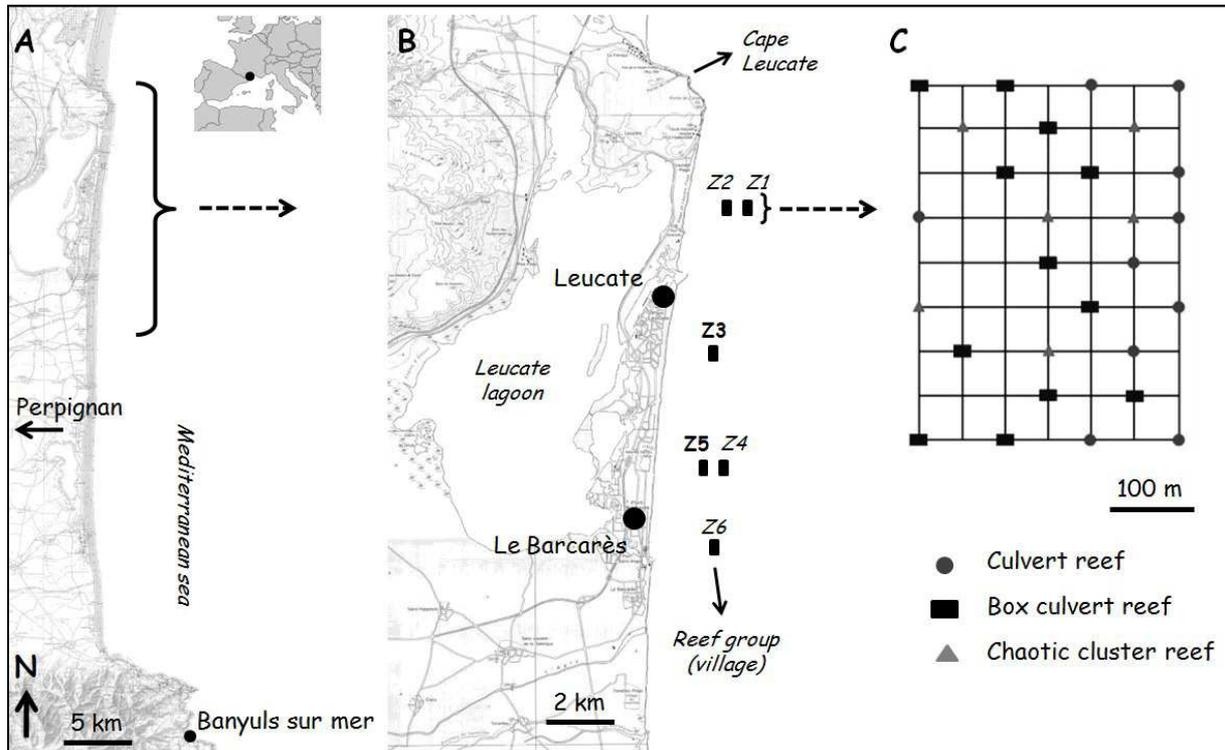 A
Perpignan
Mediterranean sea
N
5 km
Banyuls sur mer
B
Cape
Leucate
Z2 Z1
Leucate
Z3
Leucate
lagoon
Z5 Z4
Z6
Le Barcarès
Reef group
(village)
2 km
C
100 m
Culvert reef
Box culvert reef
Chaotic cluster reef